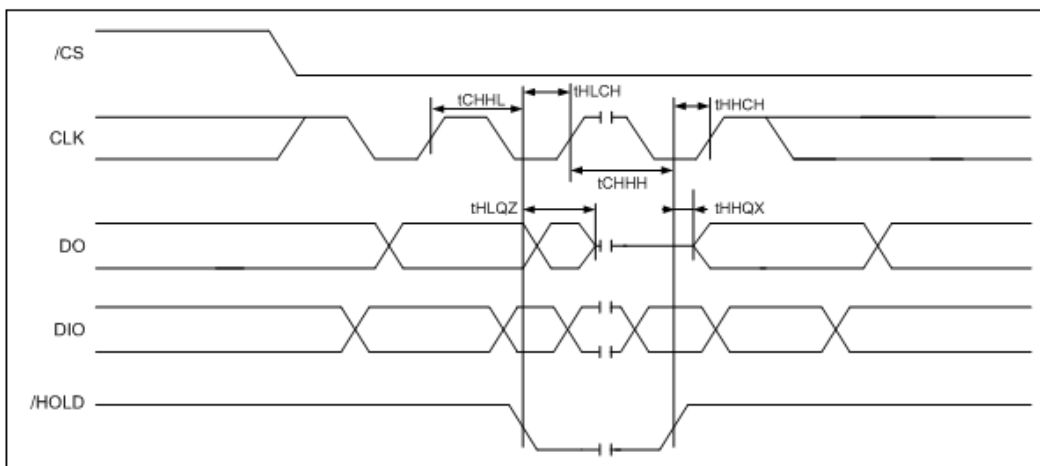 /CS
tCHHL
tHLCH
tHHCH
CLK
tCHHH
tHLQZ
tHHQX
DO
DIO
/HOLD